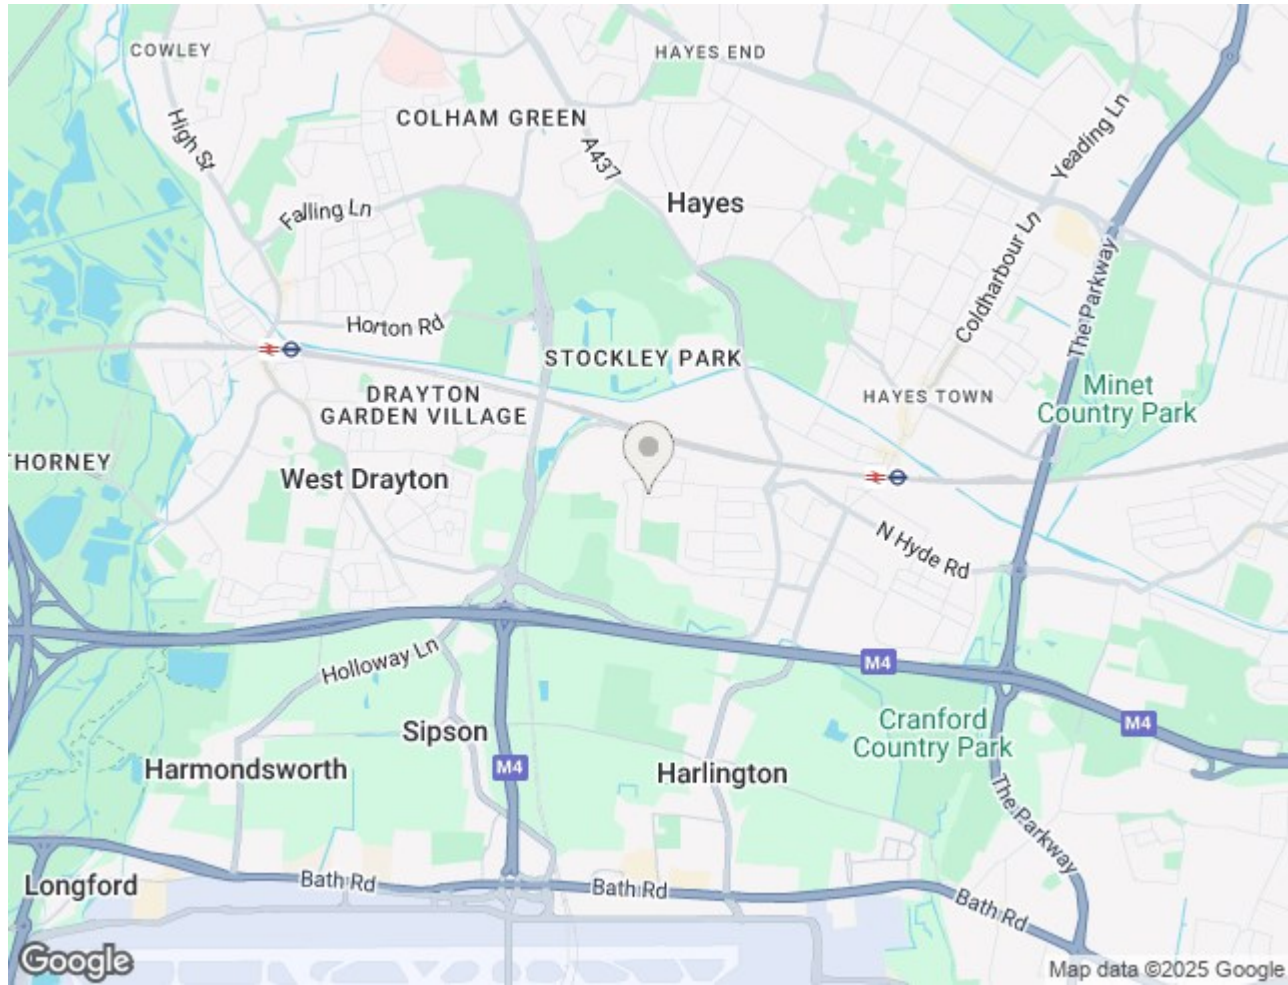 COWLEY
HAYES END
High St
COLHAM GREEN
A437
Yeading Ln
Falling Ln
Hayes
Coldharbour Ln
The Parkway
Horton Rd
STOCKLEY PARK
DRAYTON
GARDEN VILLAGE
HAYES TOWN
Minet
Country Park
THORNEY
West Drayton
N Hyde Rd
Holloway Ln
M4
Sipson
Cranford
Country Park
M4
Harmondsworth
M4
Harlington
The Parkway
Longford
Bath Rd
Bath Rd
Bath Rd
Google
Map data ©2025 Google